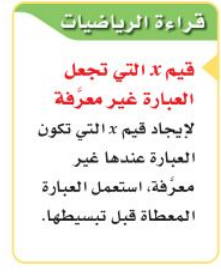 قراءة الرياضيات
قيم x التي تجعل
العبارة غير معرَّفة
لإيجاد قيم x التي تكون
العبارة عندها غير
معرَّفة، استعمل العبارة
المعطاة قبل تبسيطها.